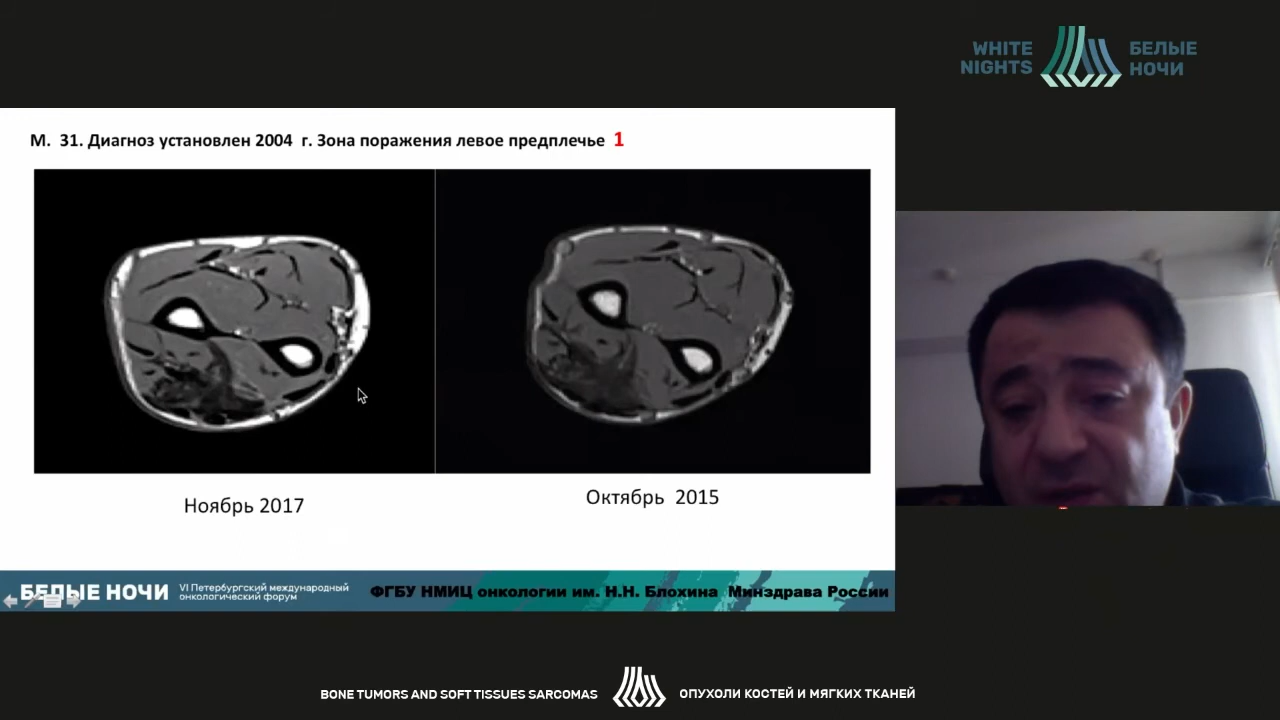 WHITE
NIGHTS
БЕЛЫЕ
НОЧИ
М. 31. Диагноз установлен 2004 г. Зона поражения левое предплечье 1
Ноябрь 2017
Октябрь 2015
БЕЛЫЕ НОЧИ
VI Петербургский международный
онкологический форум
ФГБУ НМИЦ онкологии им. Н.Н. Блохина Минздрава России
BONE TUMORS AND SOFT TISSUES SARCOMAS
ОПУХОЛИ КОСТЕЙ И МЯГКИХ ТКАНЕЙ